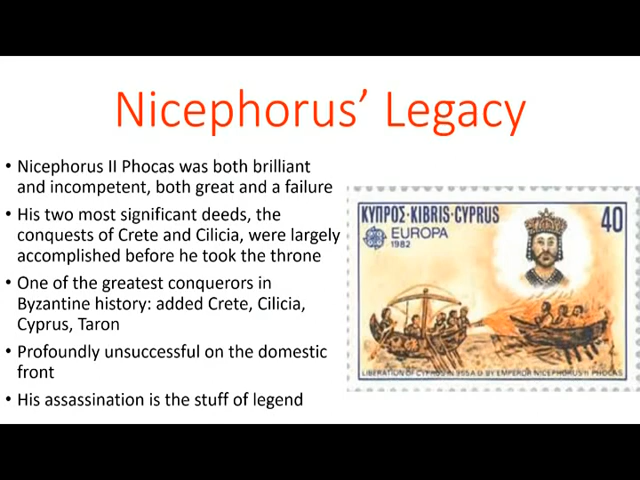 Nicephorus’ Legacy
• Nicephorus II Phocas was both brilliant
and incompetent, both great and a failure
• His two most significant deeds, the
conquests of Crete and Cilicia, were largely
accomplished before he took the throne
• One of the greatest conquerors in
Byzantine history: added Crete, Cilicia,
Cyprus, Taron
• Profoundly unsuccessful on the domestic
front
• His assassination is the stuff of legend
ΚΥΠΡΟΣ·KIBRIS·CYPRUS 40
EUROPA
1982
LIBERATION OF CYPRUS IN 965 A.D. BY EMPEROR NICEPHORUS II PHOCAS